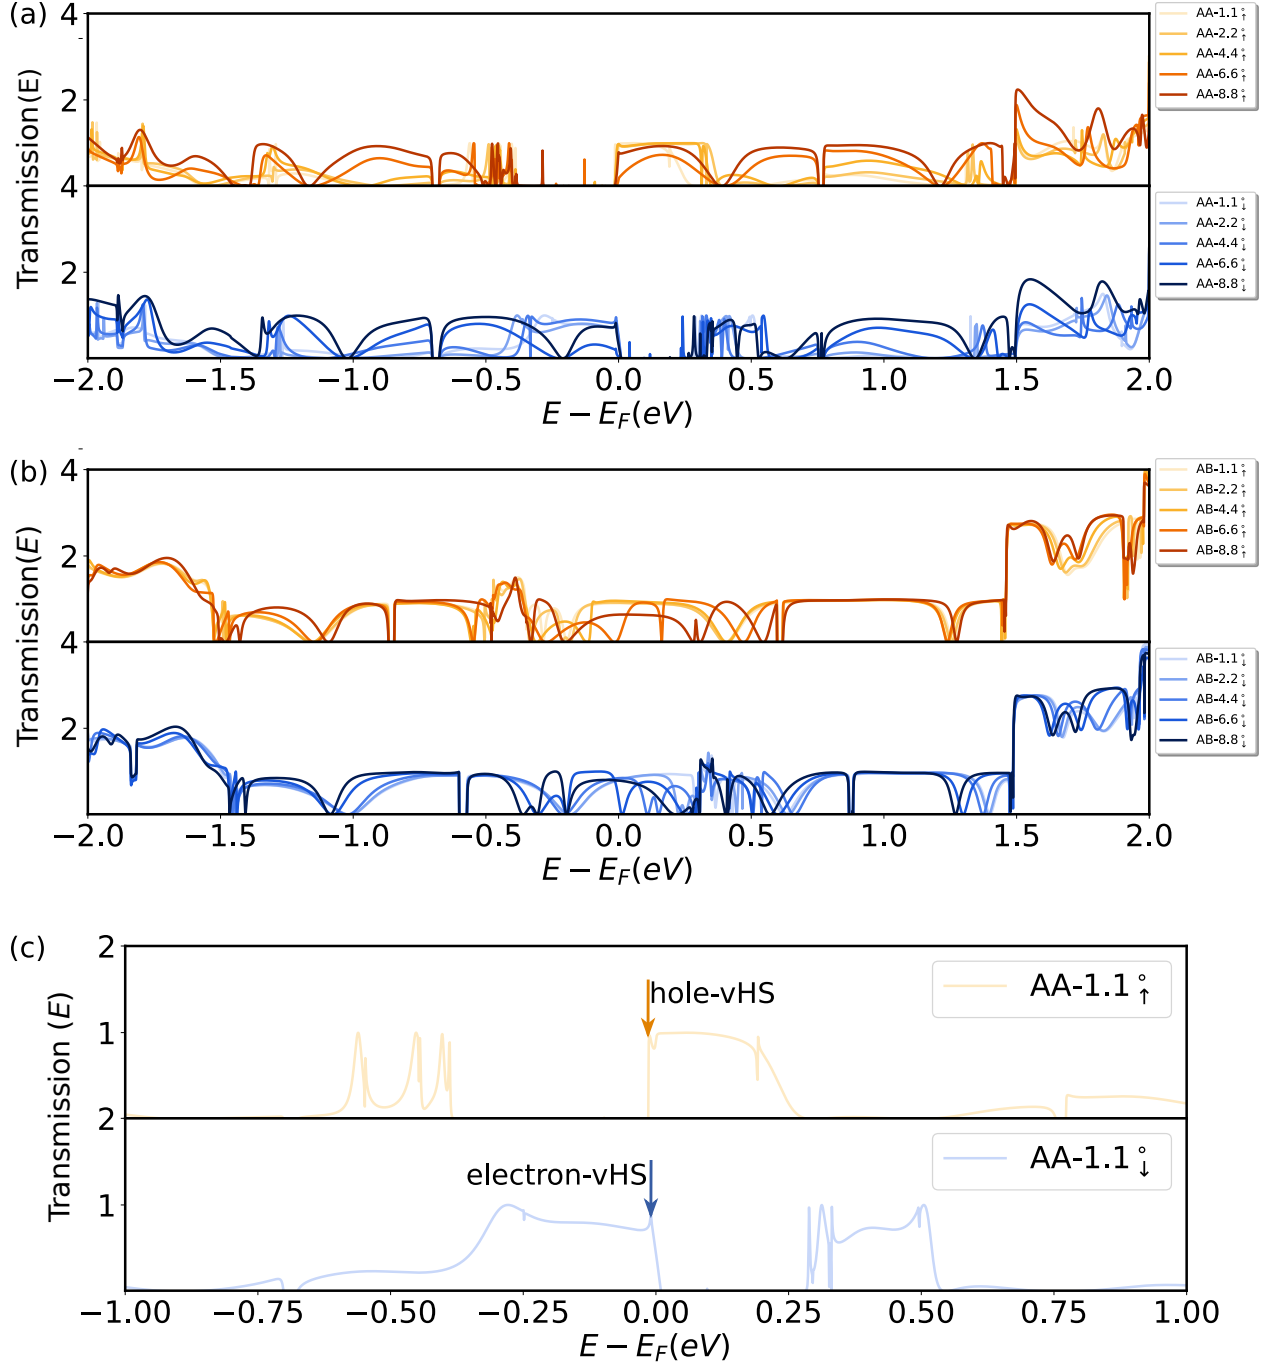 (a)
4
2
4
2
Transmission(E)
AA-1.1°↑
AA-2.2°↑
AA-4.4°↑
AA-6.6°↑
AA-8.8°↑
AA-1.1°↓
AA-2.2°↓
AA-4.4°↓
AA-6.6°↓
AA-8.8°↓
−2.0 −1.5 −1.0 −0.5 0.0 0.5 1.0 1.5 2.0
E − E_F(eV)
(b)
4
2
4
2
Transmission(E)
AB-1.1°↑
AB-2.2°↑
AB-4.4°↑
AB-6.6°↑
AB-8.8°↑
AB-1.1°↓
AB-2.2°↓
AB-4.4°↓
AB-6.6°↓
AB-8.8°↓
−2.0 −1.5 −1.0 −0.5 0.0 0.5 1.0 1.5 2.0
E − E_F(eV)
(c)
2
1
2
1
Transmission (E)
hole-vHS
AA-1.1°↑
electron-vHS
AA-1.1°↓
−1.00 −0.75 −0.50 −0.25 0.00 0.25 0.50 0.75 1.00
E − E_F(eV)